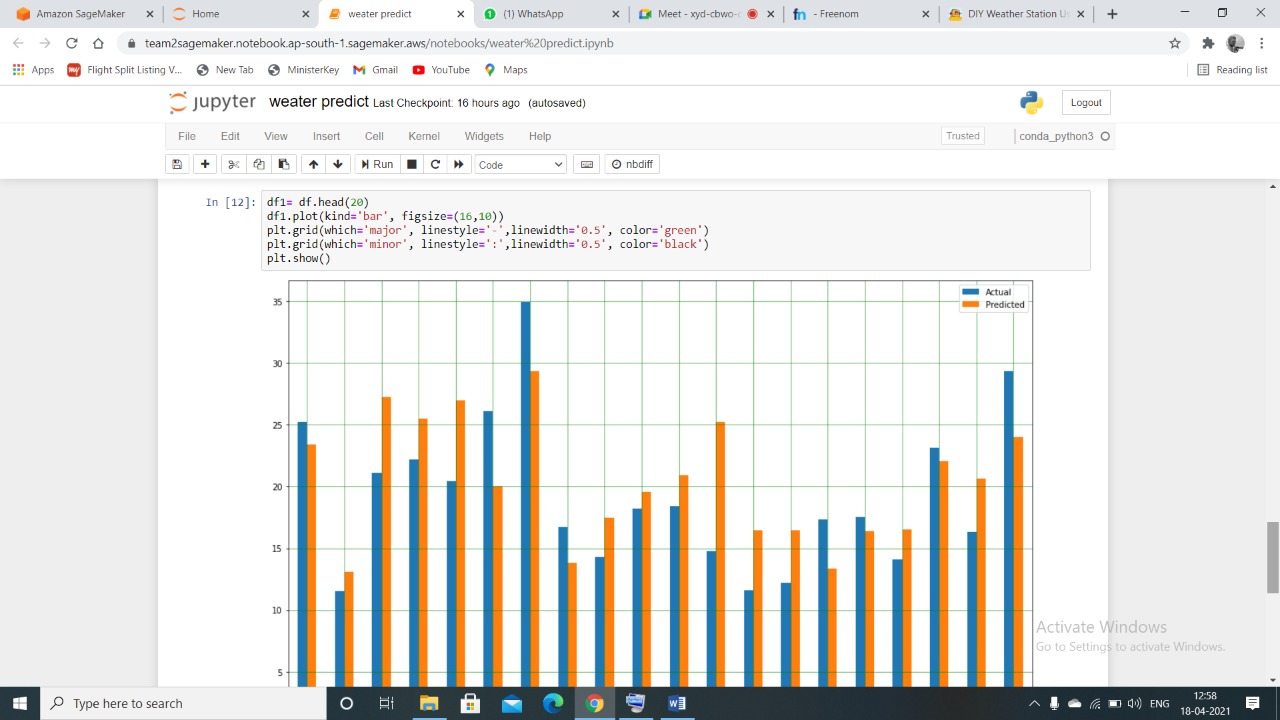 Amazon SageMaker
Home
weater predict
(1) WhatsApp
Meet - xyd-cbwo-
- Freenom
DIY Weather Station U
team2sagemaker.notebook.ap-south-1.sagemaker.aws/notebooks/weater%20predict.ipynb
Apps
Flight Split Listing V...
New Tab
MinisterKey
Gmail
YouTube
Maps
Reading list
jupyter weater predict Last Checkpoint: 16 hours ago (autosaved)
Logout
File Edit View Insert Cell Kernel Widgets Help
Trusted
conda_python3
Run
Code
nbdiff
In [12]:
df1= df.head(20)
df1.plot(kind='bar', figsize=(16,10))
plt.grid(which='major', linestyle='-',linewidth='0.5', color='green')
plt.grid(which='minor', linestyle=':',linewidth='0.5', color='black')
plt.show()
Actual
Predicted
35
30
25
20
15
10
5
Activate Windows
Go to Settings to activate Windows.
Type here to search
ENG
12:58
18-04-2021